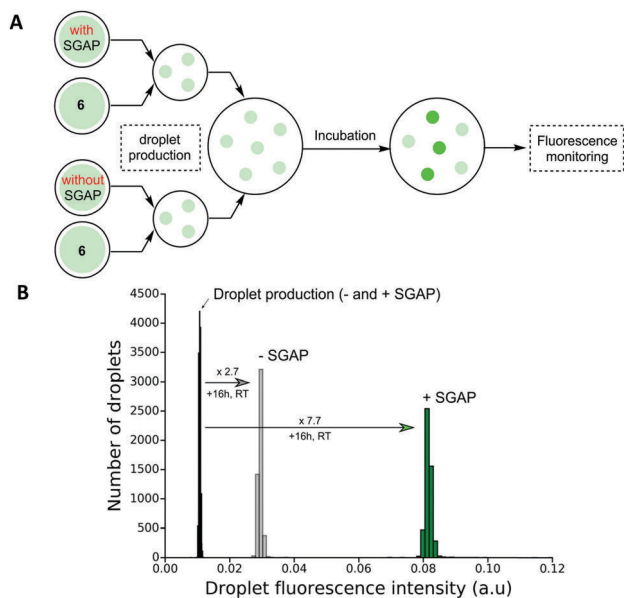 A
with
SGAP
6
droplet
production
Incubation
Fluorescence
monitoring
without
SGAP
6
B
Droplet production (- and + SGAP)
- SGAP
x 2.7
+16h, RT
+ SGAP
x 7.7
+16h, RT
4500
4000
3500
3000
2500
2000
1500
1000
500
0
Number of droplets
0.00
0.02
0.04
0.06
0.08
0.10
0.12
Droplet fluorescence intensity (a.u)